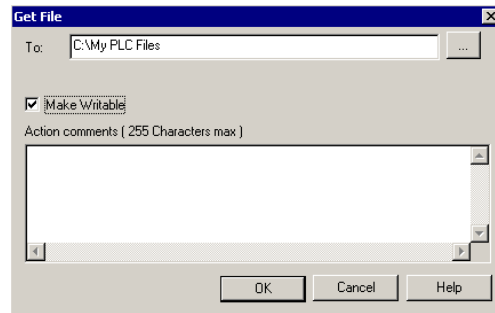 Get File
To: C:\My PLC Files ...
Make Writable
Action comments ( 255 Characters max )
OK Cancel Help